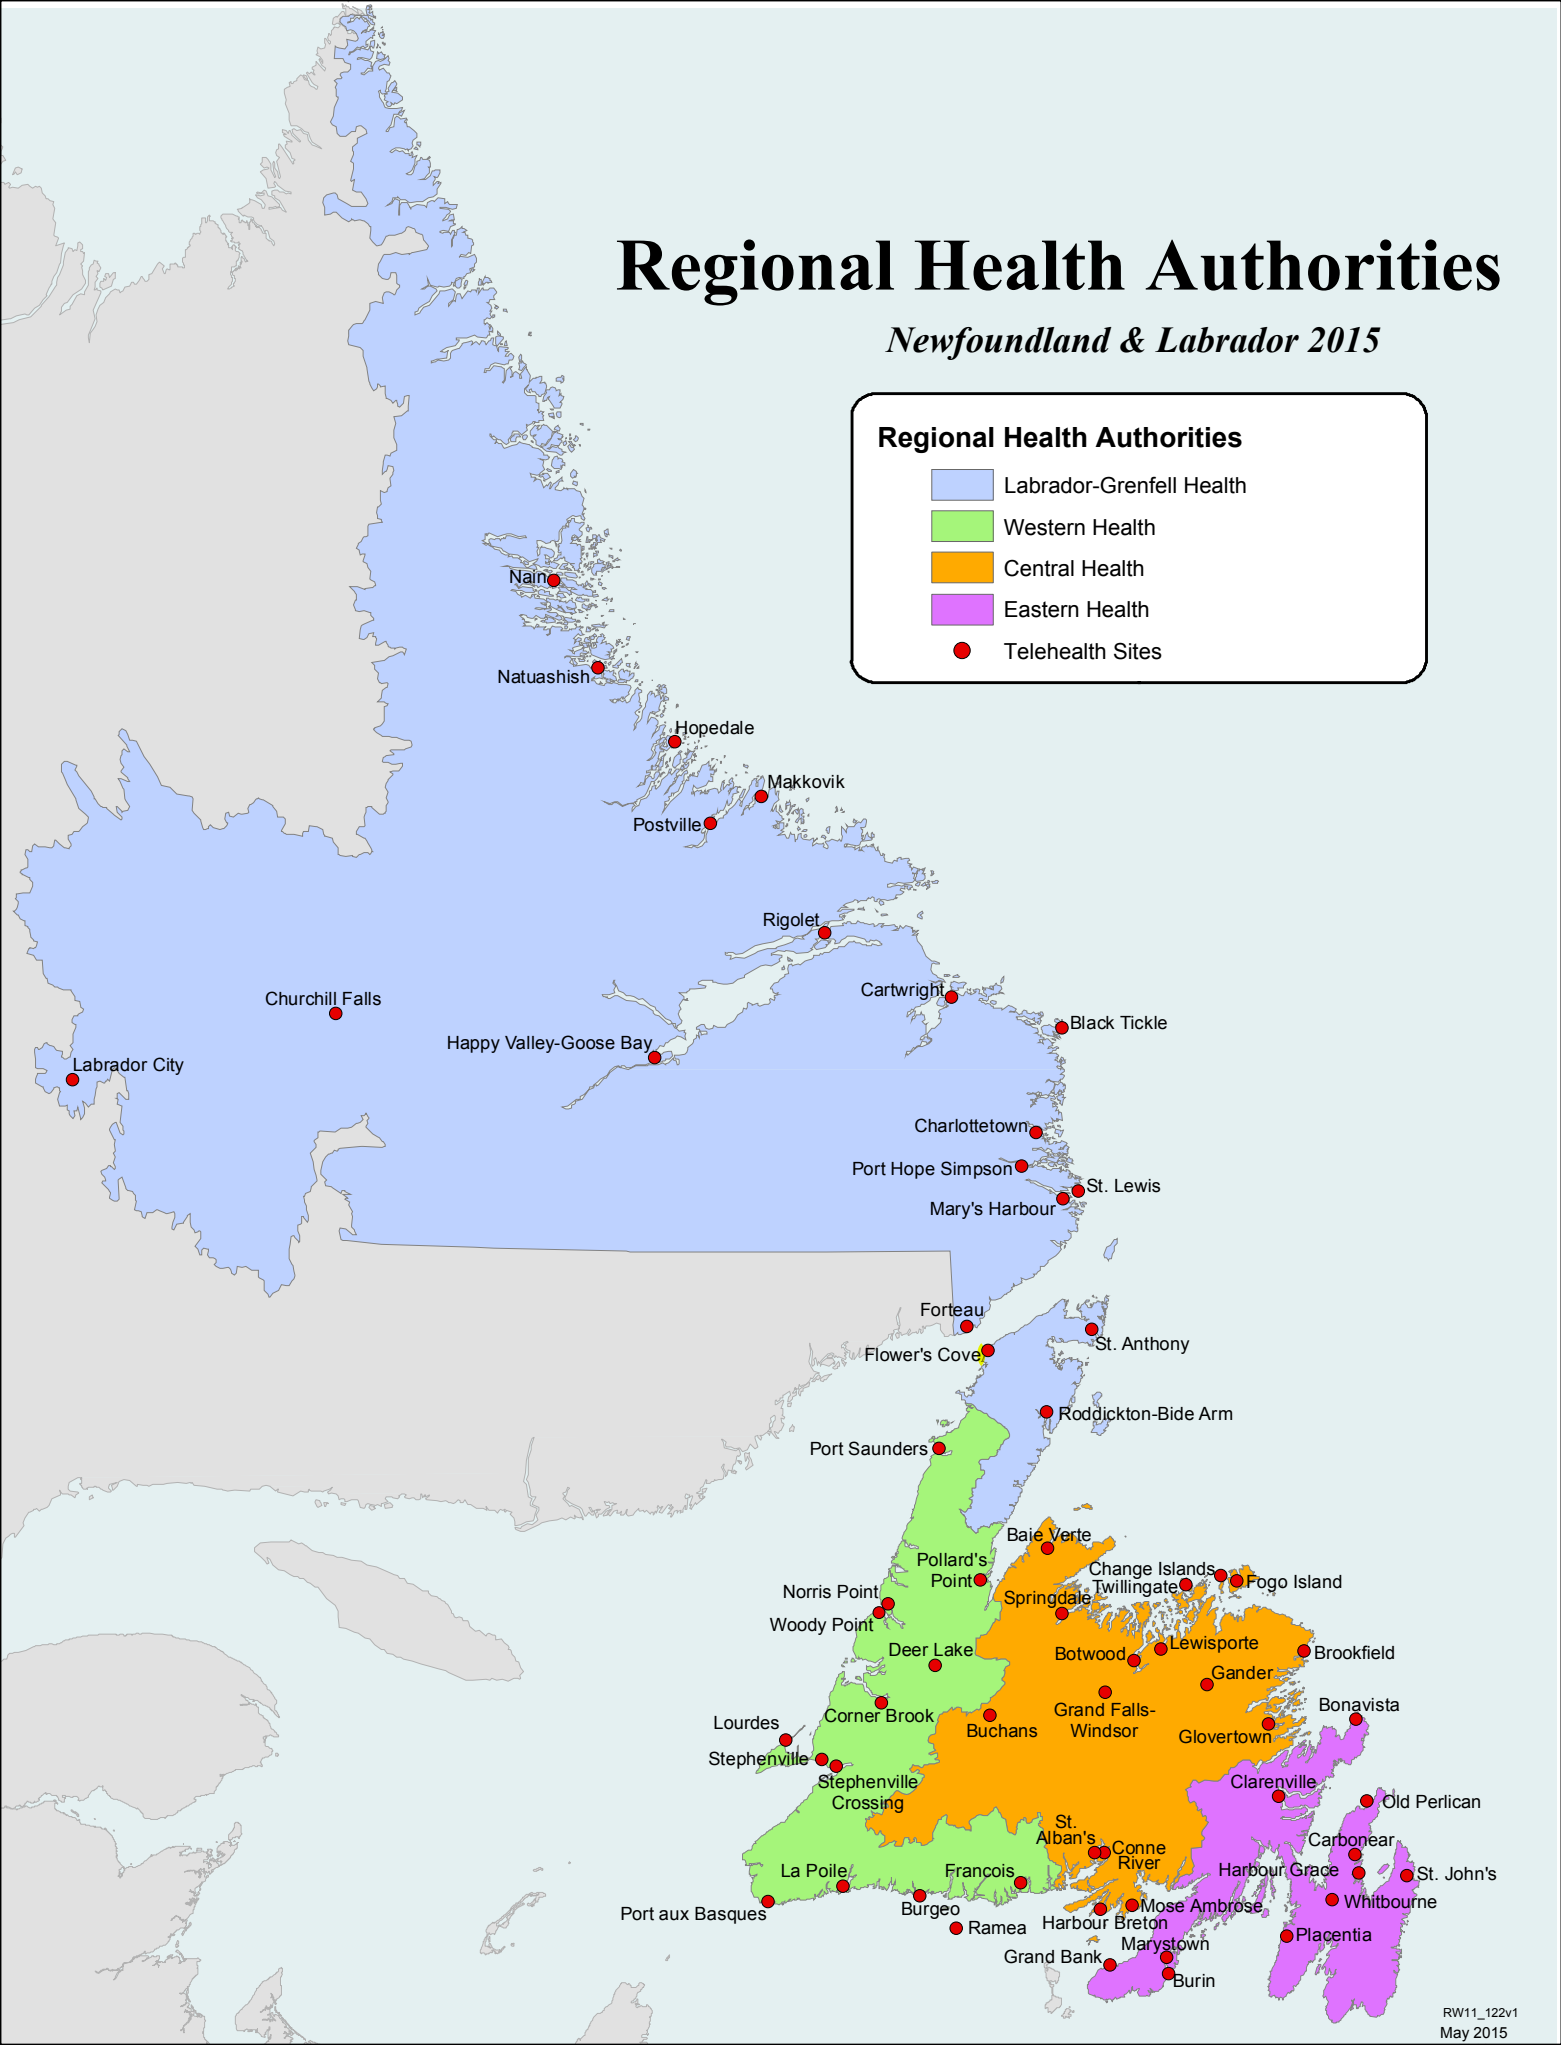 Regional Health Authorities
Newfoundland & Labrador 2015
Regional Health Authorities
Labrador-Grenfell Health
Western Health
Central Health
Eastern Health
Telehealth Sites
Nain
Natuashish
Hopedale
Makkovik
Postville
Rigolet
Cartwright
Churchill Falls
Black Tickle
Happy Valley-Goose Bay
Labrador City
Charlottetown
Port Hope Simpson
St. Lewis
Mary's Harbour
Forteau
St. Anthony
Flower's Cove
Roddickton-Bide Arm
Port Saunders
Baie Verte
Pollard's
Point
Change Islands
Twillingate
Fogo Island
Norris Point
Springdale
Woody Point
Deer Lake
Botwood
Lewisporte
Brookfield
Gander
Corner Brook
Grand Falls-
Windsor
Bonavista
Lourdes
Buchans
Glovertown
Stephenville
Stephenville
Crossing
Clarenville
Old Perlican
St.
Alban's
Conne
River
Carbonear
Harbour Grace
St. John's
La Poile
Francois
Whitbourne
Port aux Basques
Burgeo
Mose Ambrose
Harbour Breton
Ramea
Placentia
Marystown
Grand Bank
Burin
RW11_122v1
May 2015